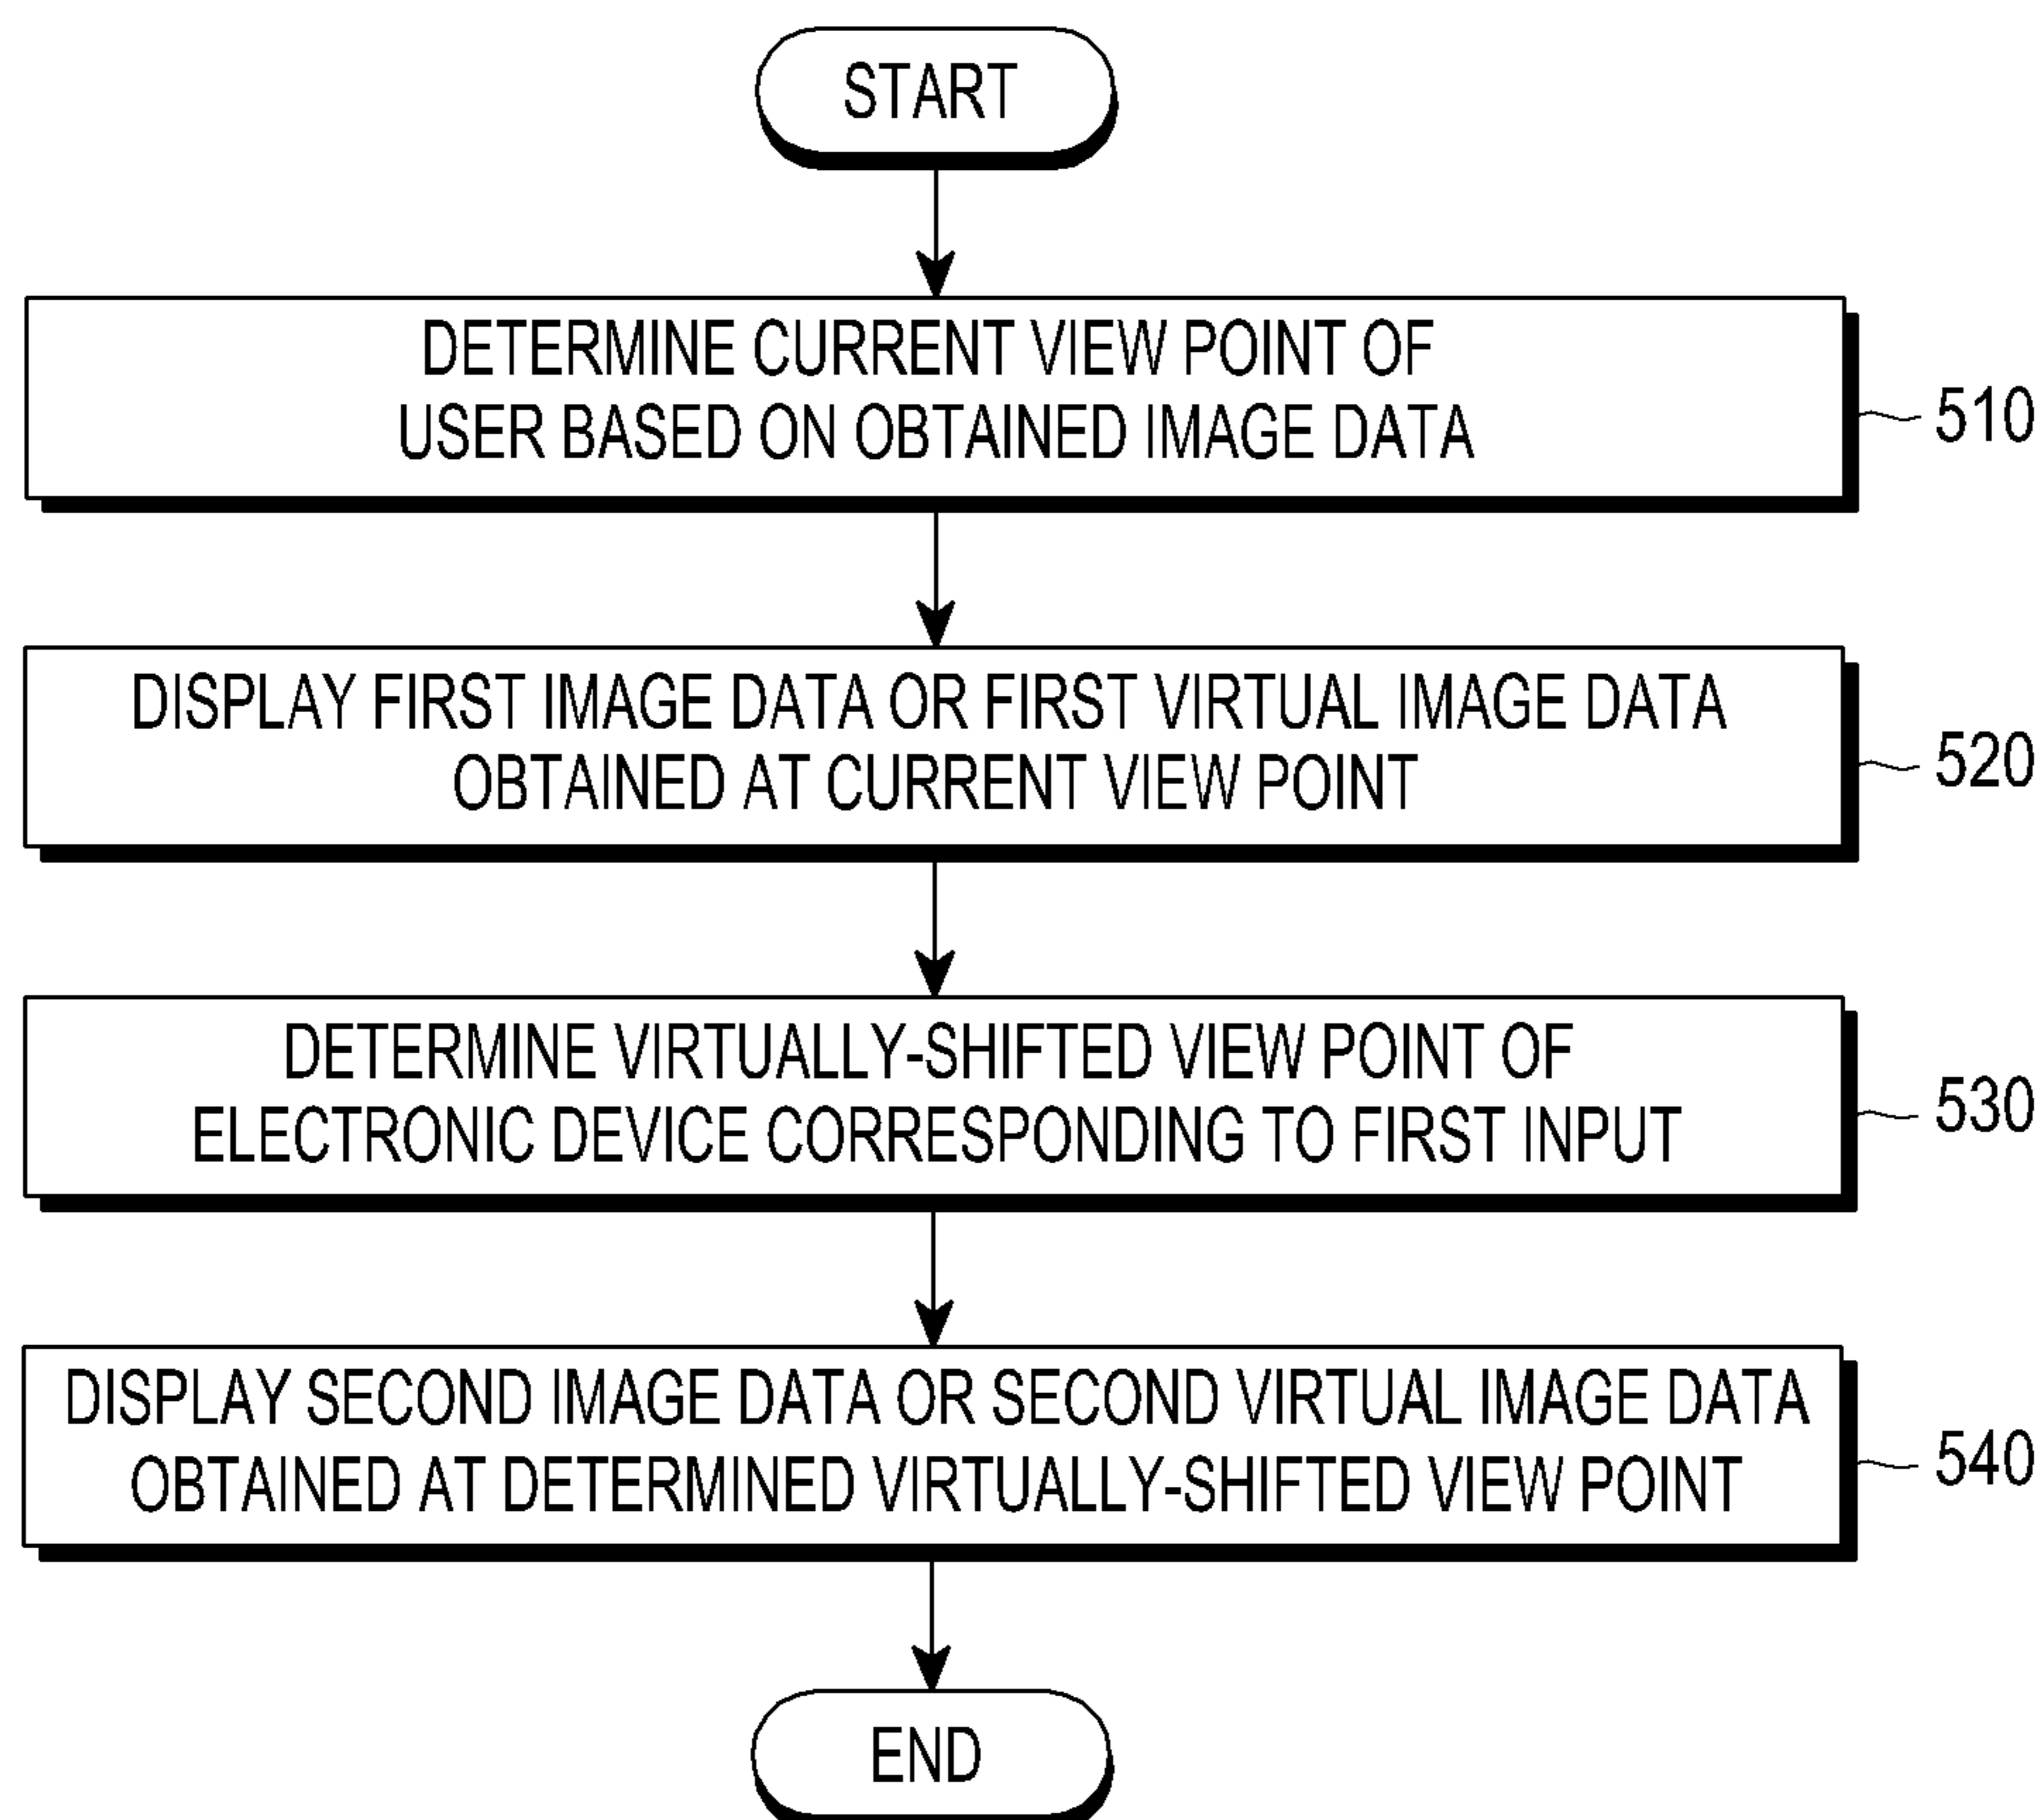 START
DETERMINE CURRENT VIEW POINT OF
USER BASED ON OBTAINED IMAGE DATA
510
DISPLAY FIRST IMAGE DATA OR FIRST VIRTUAL IMAGE DATA
OBTAINED AT CURRENT VIEW POINT
520
DETERMINE VIRTUALLY-SHIFTED VIEW POINT OF
ELECTRONIC DEVICE CORRESPONDING TO FIRST INPUT
530
DISPLAY SECOND IMAGE DATA OR SECOND VIRTUAL IMAGE DATA
OBTAINED AT DETERMINED VIRTUALLY-SHIFTED VIEW POINT
540
END